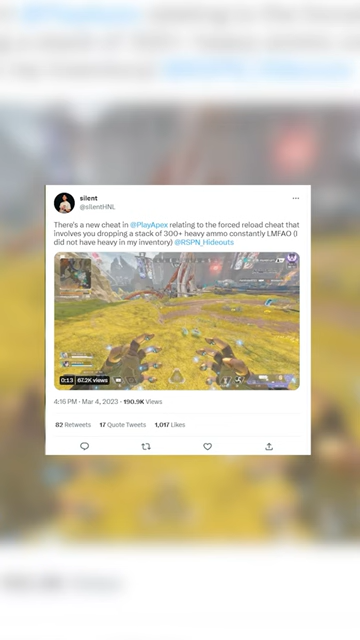 silent
@silentHNL
There's a new cheat in @PlayApex relating to the forced reload cheat that
involves you dropping a stack of 300+ heavy ammo constantly LMFAO (I
did not have heavy in my inventory) @RSPN_Hideouts
0:13 67.2K views
4:16 PM · Mar 4, 2023 · 190.9K Views
82 Retweets 17 Quote Tweets 1,017 Likes